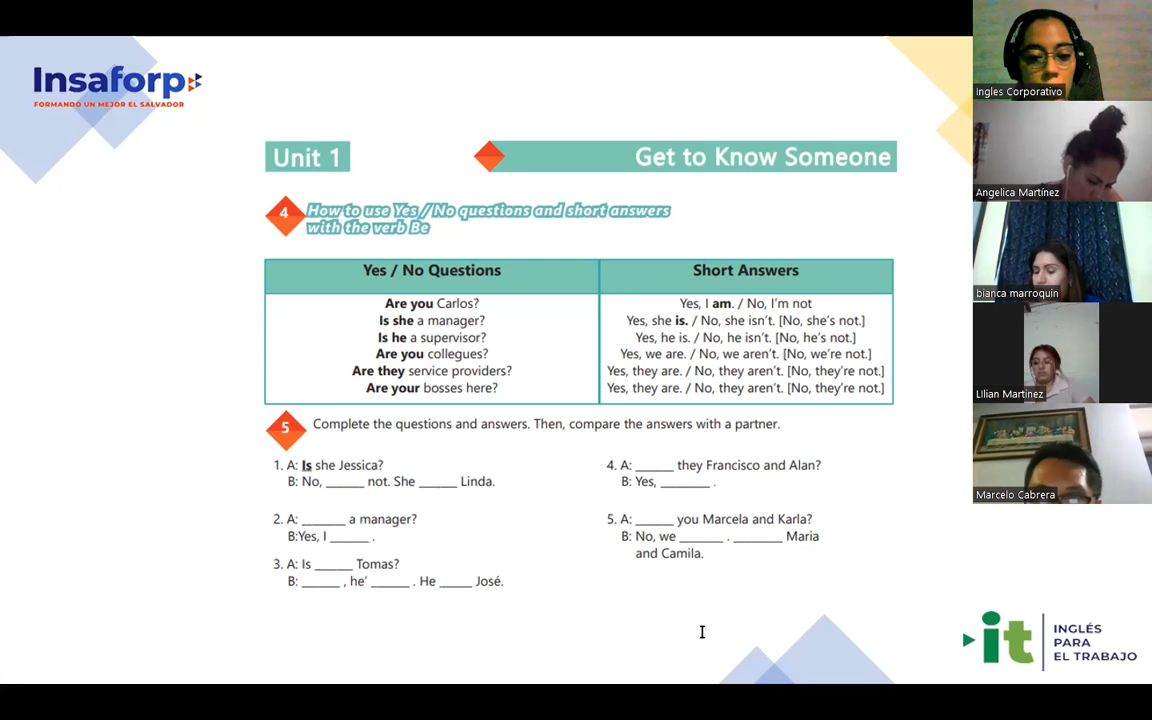 Insaforp
FORMANDO UN MEJOR EL SALVADOR
Unit 1
Get to Know Someone
4
How to use Yes / No questions and short answers
with the verb Be
Yes / No Questions
Short Answers
Are you Carlos?
Yes, I am. / No, I'm not
Is she a manager?
Yes, she is. / No, she isn't. [No, she's not.]
Is he a supervisor?
Yes, he is. / No, he isn't. [No, he's not.]
Are you collegues?
Yes, we are. / No, we aren't. [No, we're not.]
Are they service providers?
Yes, they are. / No, they aren't. [No, they're not.]
Are your bosses here?
Yes, they are. / No, they aren't. [No, they're not.]
5
Complete the questions and answers. Then, compare the answers with a partner.
1. A: Is she Jessica?
B: No, ______ not. She ______ Linda.
2. A: _______ a manager?
B:Yes, I ______ .
3. A: Is ______ Tomas?
B: ______ , he' ______ . He _____ José.
4. A: ______ they Francisco and Alan?
B: Yes, ________ .
5. A: ______ you Marcela and Karla?
B: No, we _______ . ________ Maria
and Camila.
it
INGLÉS
PARA
EL TRABAJO
Ingles Corporativo
Angelica Martínez
bianca marroquin
LIlian Martinez
Marcelo Cabrera